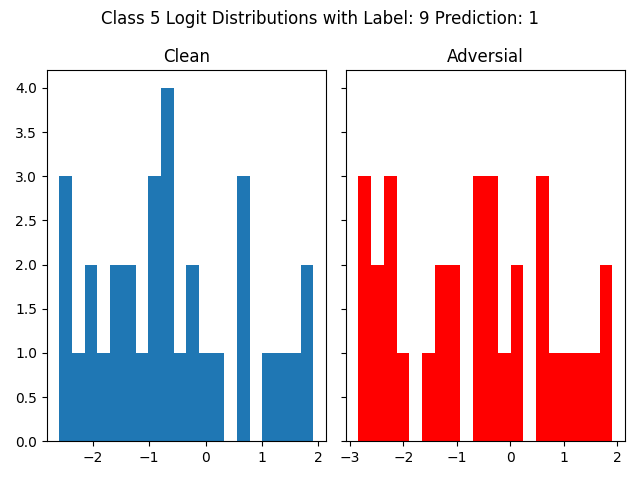 Class 5 Logit Distributions with Label: 9 Prediction: 1
Clean
Adversial
4.0
3.5
3.0
2.5
2.0
1.5
1.0
0.5
0.0
−2 −1 0 1 2
−3 −2 −1 0 1 2